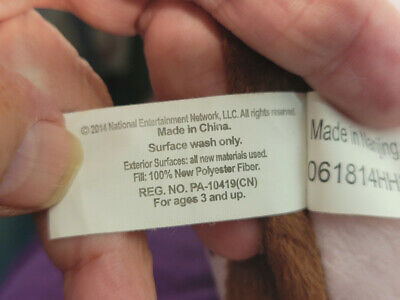 © 2014 National Entertainment Network, LLC. All rights reserved.
Made in China.
Surface wash only.
Exterior Surfaces: all new materials used.
Fill: 100% New Polyester Fiber.
REG. NO. PA-10419(CN)
For ages 3 and up.
Made in
061814HH